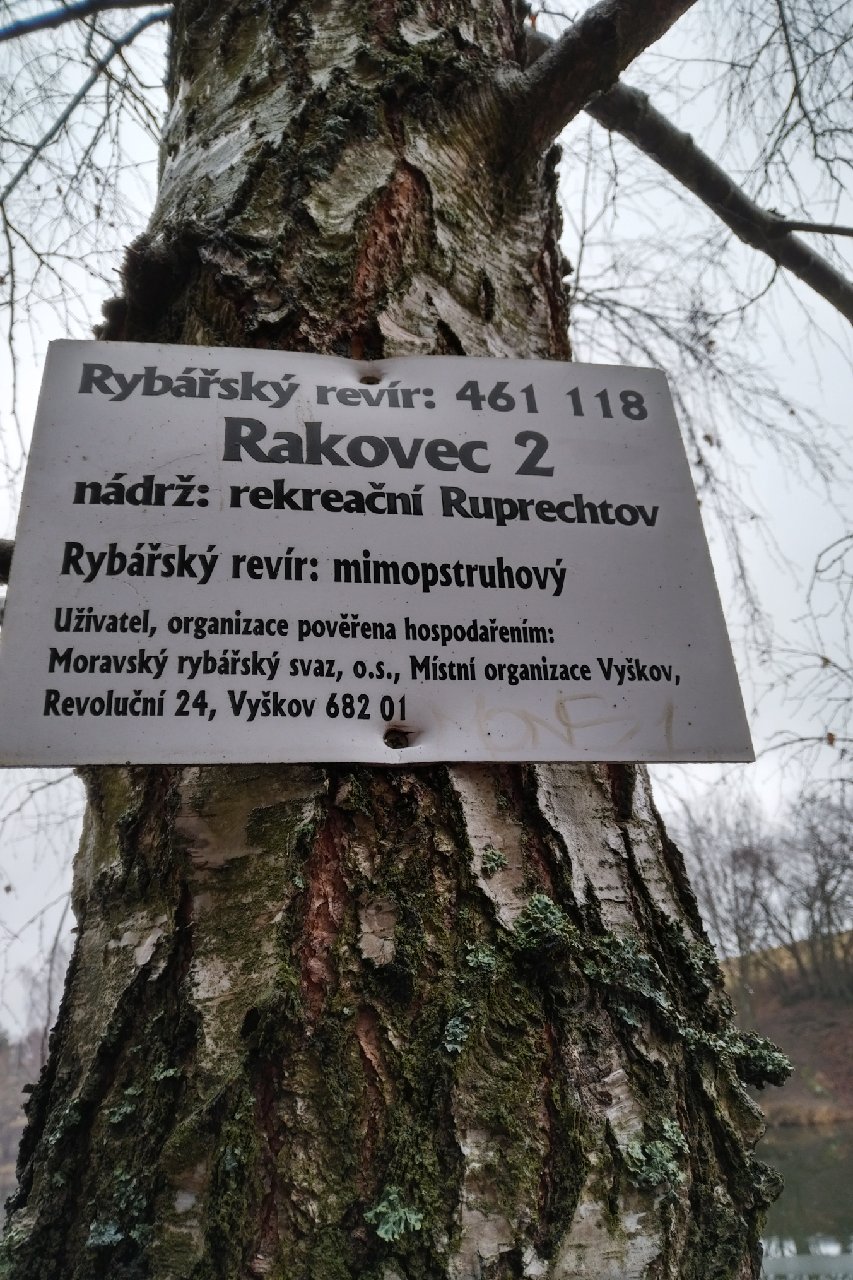 Rybářský revír: 461 118
Rakovec 2
nádrž: rekreační Ruprechtov
Rybářský revír: mimopstruhový
Uživatel, organizace pověřena hospodařením:
Moravský rybářský svaz, o.s., Místní organizace Vyškov,
Revoluční 24, Vyškov 682 01